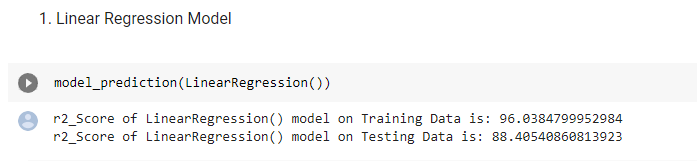 1. Linear Regression Model
model_prediction(LinearRegression())
r2_Score of LinearRegression() model on Training Data is: 96.0384799952984
r2_Score of LinearRegression() model on Testing Data is: 88.40540860813923